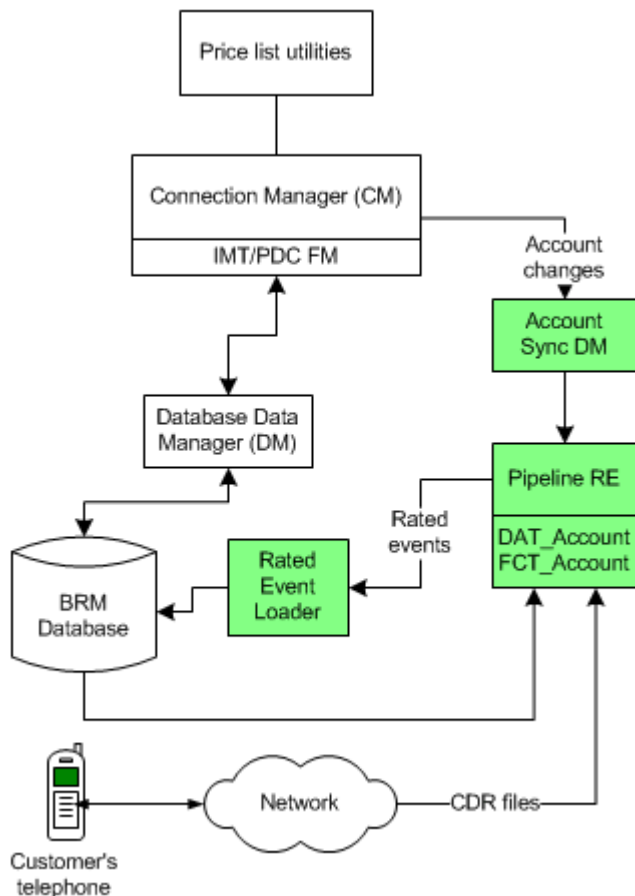 Price list utilities
Connection Manager (CM)
IMT/PDC FM
Account
changes
Account
Sync DM
Database Data
Manager (DM)
Pipeline RE
DAT_Account
FCT_Account
Rated
events
Rated
Event
Loader
BRM
Database
Network
CDR files
Customer's
telephone